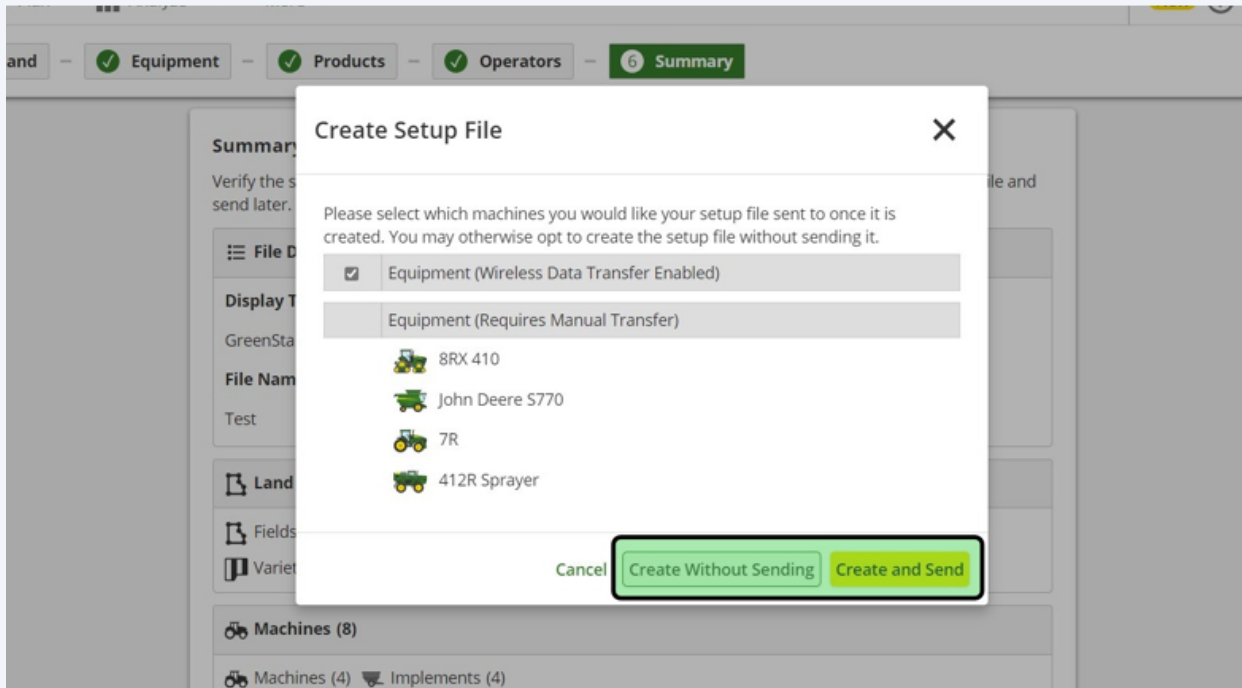 and – Equipment – Products – Operators – 6 Summary
Create Setup File
Summary
Verify the s
ile and
send later.
Please select which machines you would like your setup file sent to once it is
created. You may otherwise opt to create the setup file without sending it.
File D
Equipment (Wireless Data Transfer Enabled)
Display T
Equipment (Requires Manual Transfer)
GreenSta
8RX 410
File Nam
John Deere S770
Test
7R
412R Sprayer
Land
Fields
Variet
Cancel Create Without Sending Create and Send
Machines (8)
Machines (4) Implements (4)